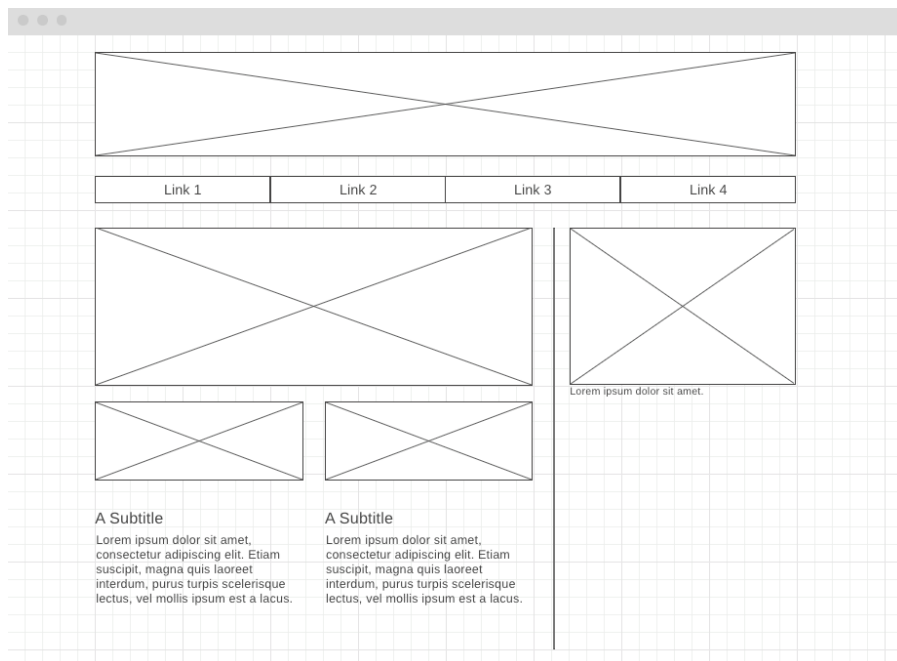 Link 1
Link 2
Link 3
Link 4
Lorem ipsum dolor sit amet.
A Subtitle
Lorem ipsum dolor sit amet,
consectetur adipiscing elit. Etiam
suscipit, magna quis laoreet
interdum, purus turpis scelerisque
lectus, vel mollis ipsum est a lacus.
A Subtitle
Lorem ipsum dolor sit amet,
consectetur adipiscing elit. Etiam
suscipit, magna quis laoreet
interdum, purus turpis scelerisque
lectus, vel mollis ipsum est a lacus.